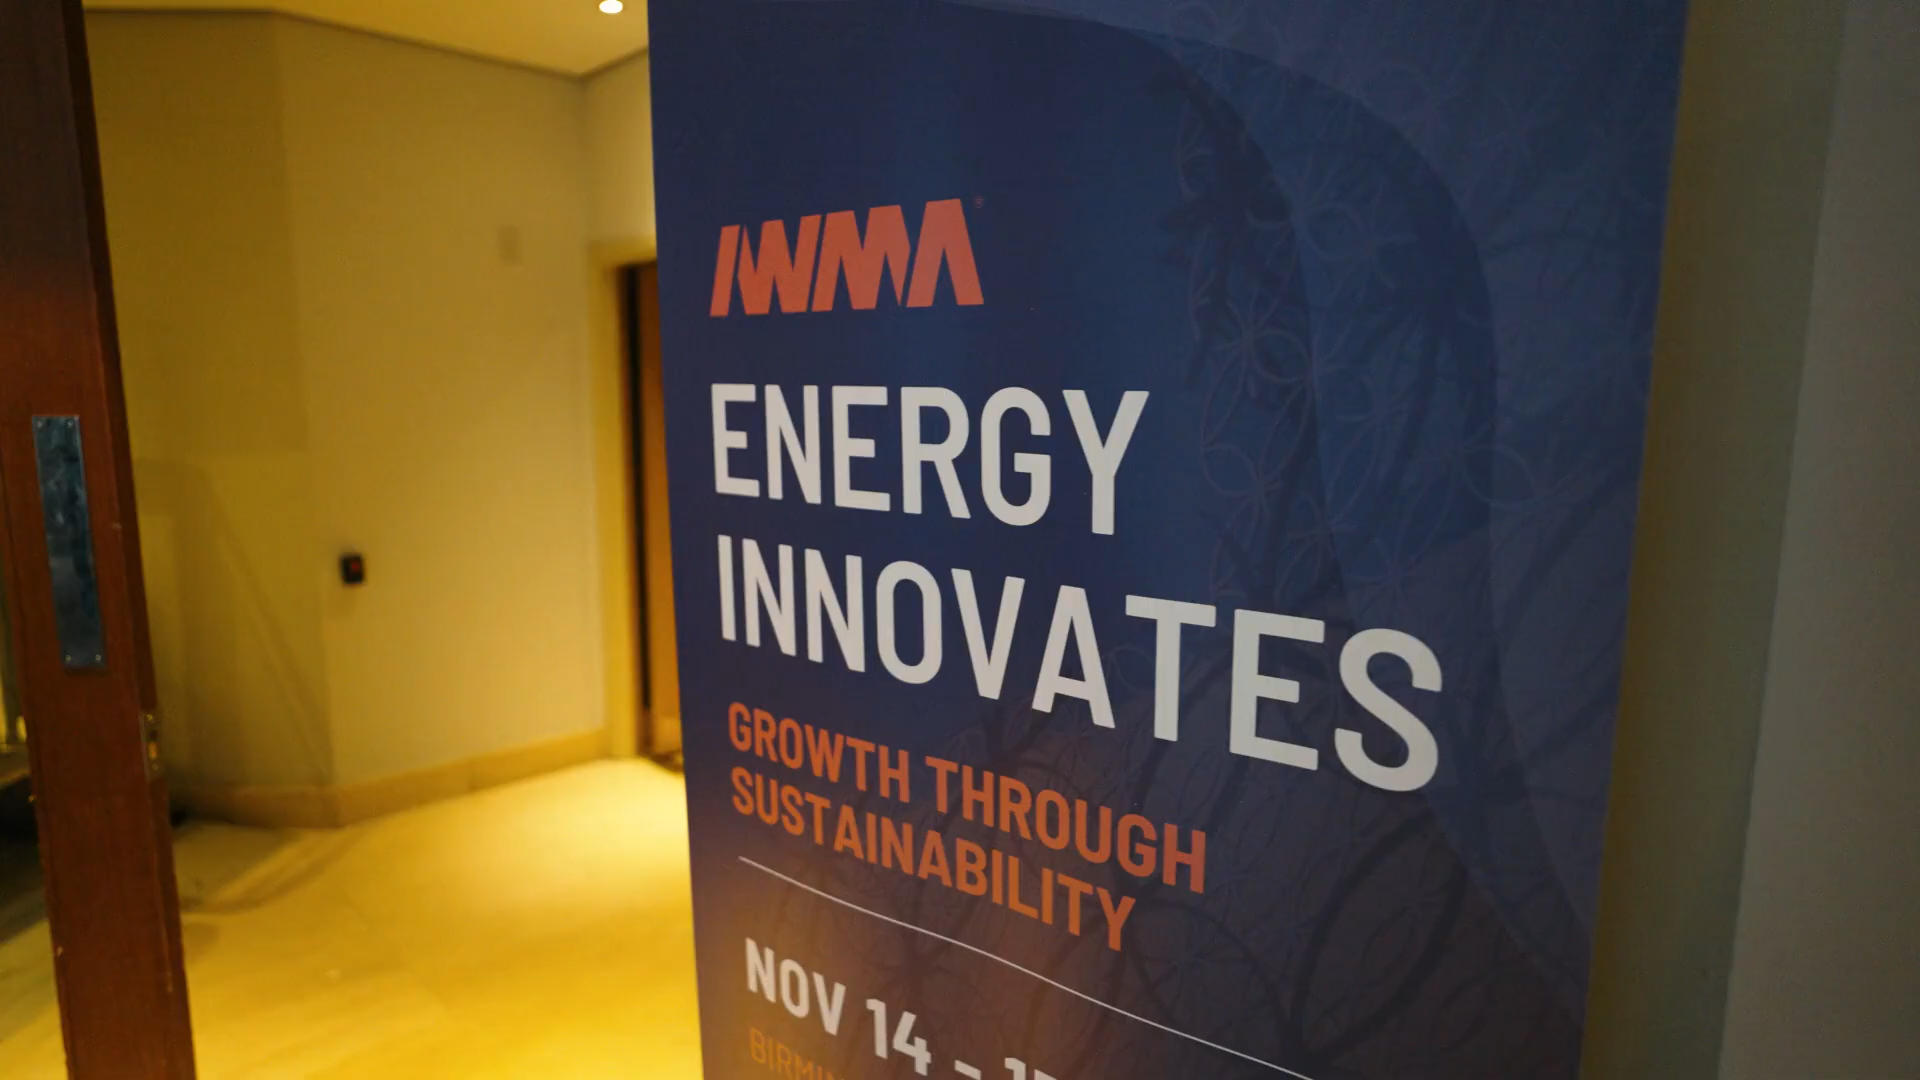 IWMA
ENERGY
INNOVATES
GROWTH THROUGH
SUSTAINABILITY
NOV 14 –